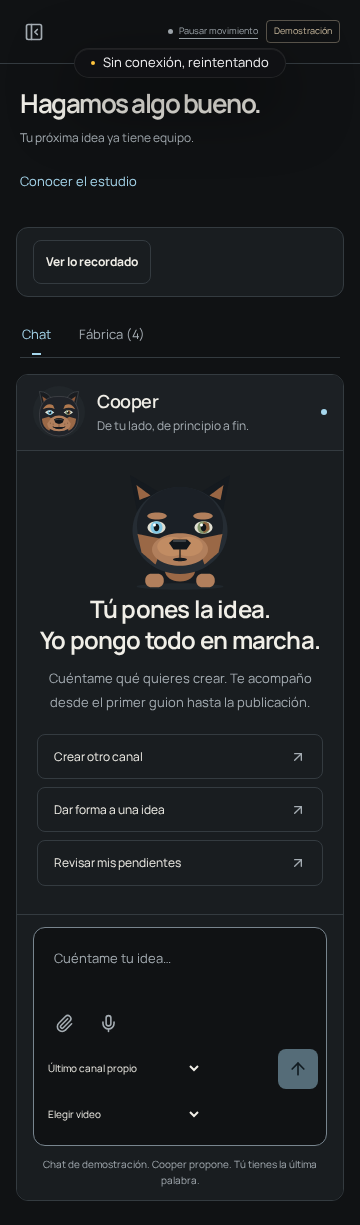 Pausar movimiento
Demostración
Sin conexión, reintentando
Hagamos algo bueno.
Tu próxima idea ya tiene equipo.
Conocer el estudio
Ver lo recordado
Chat
Fábrica (4)
Cooper
De tu lado, de principio a fin.
Tú pones la idea.
Yo pongo todo en marcha.
Cuéntame qué quieres crear. Te acompaño
desde el primer guion hasta la publicación.
Crear otro canal
Dar forma a una idea
Revisar mis pendientes
Cuéntame tu idea…
Último canal propio
Elegir video
Chat de demostración. Cooper propone. Tú tienes la última
palabra.